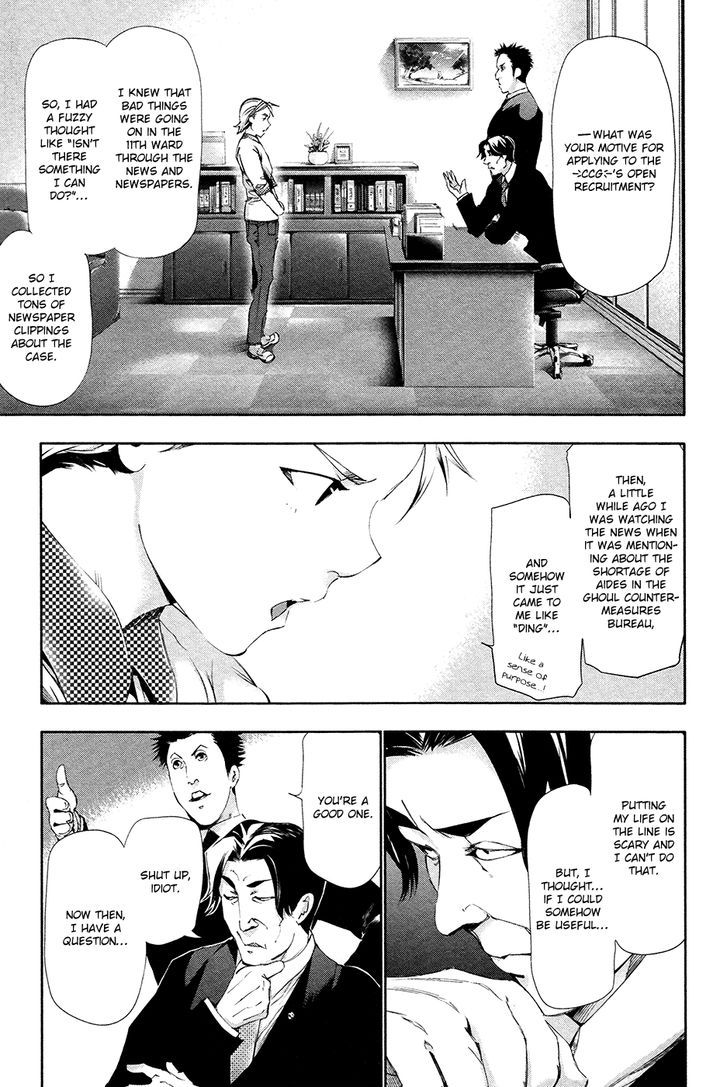 —WHAT WAS
YOUR MOTIVE FOR
APPLYING TO THE
-:CCG:-'S OPEN
RECRUITMENT?
I KNEW THAT
BAD THINGS
WERE GOING
ON IN THE
11TH WARD
THROUGH THE
NEWS AND
NEWSPAPERS.
SO, I HAD
A FUZZY
THOUGHT
LIKE "ISN'T
THERE
SOMETHING
I CAN
DO?"...
SO I
COLLECTED
TONS OF
NEWSPAPER
CLIPPINGS
ABOUT THE
CASE.
THEN,
A LITTLE
WHILE AGO I
WAS WATCHING
THE NEWS WHEN
IT WAS MENTION-
ING ABOUT THE
SHORTAGE OF
AIDES IN THE
GHOUL COUNTER-
MEASURES
BUREAU,
AND
SOMEHOW
IT JUST
CAME TO
ME LIKE
"DING"...
Like a
sense of
purpose...!
PUTTING
MY LIFE ON
THE LINE IS
SCARY AND
I CAN'T DO
THAT.
BUT, I
THOUGHT...
IF I COULD
SOMEHOW
BE USEFUL...
YOU'RE A
GOOD ONE.
SHUT UP,
IDIOT.
NOW THEN,
I HAVE A
QUESTION...